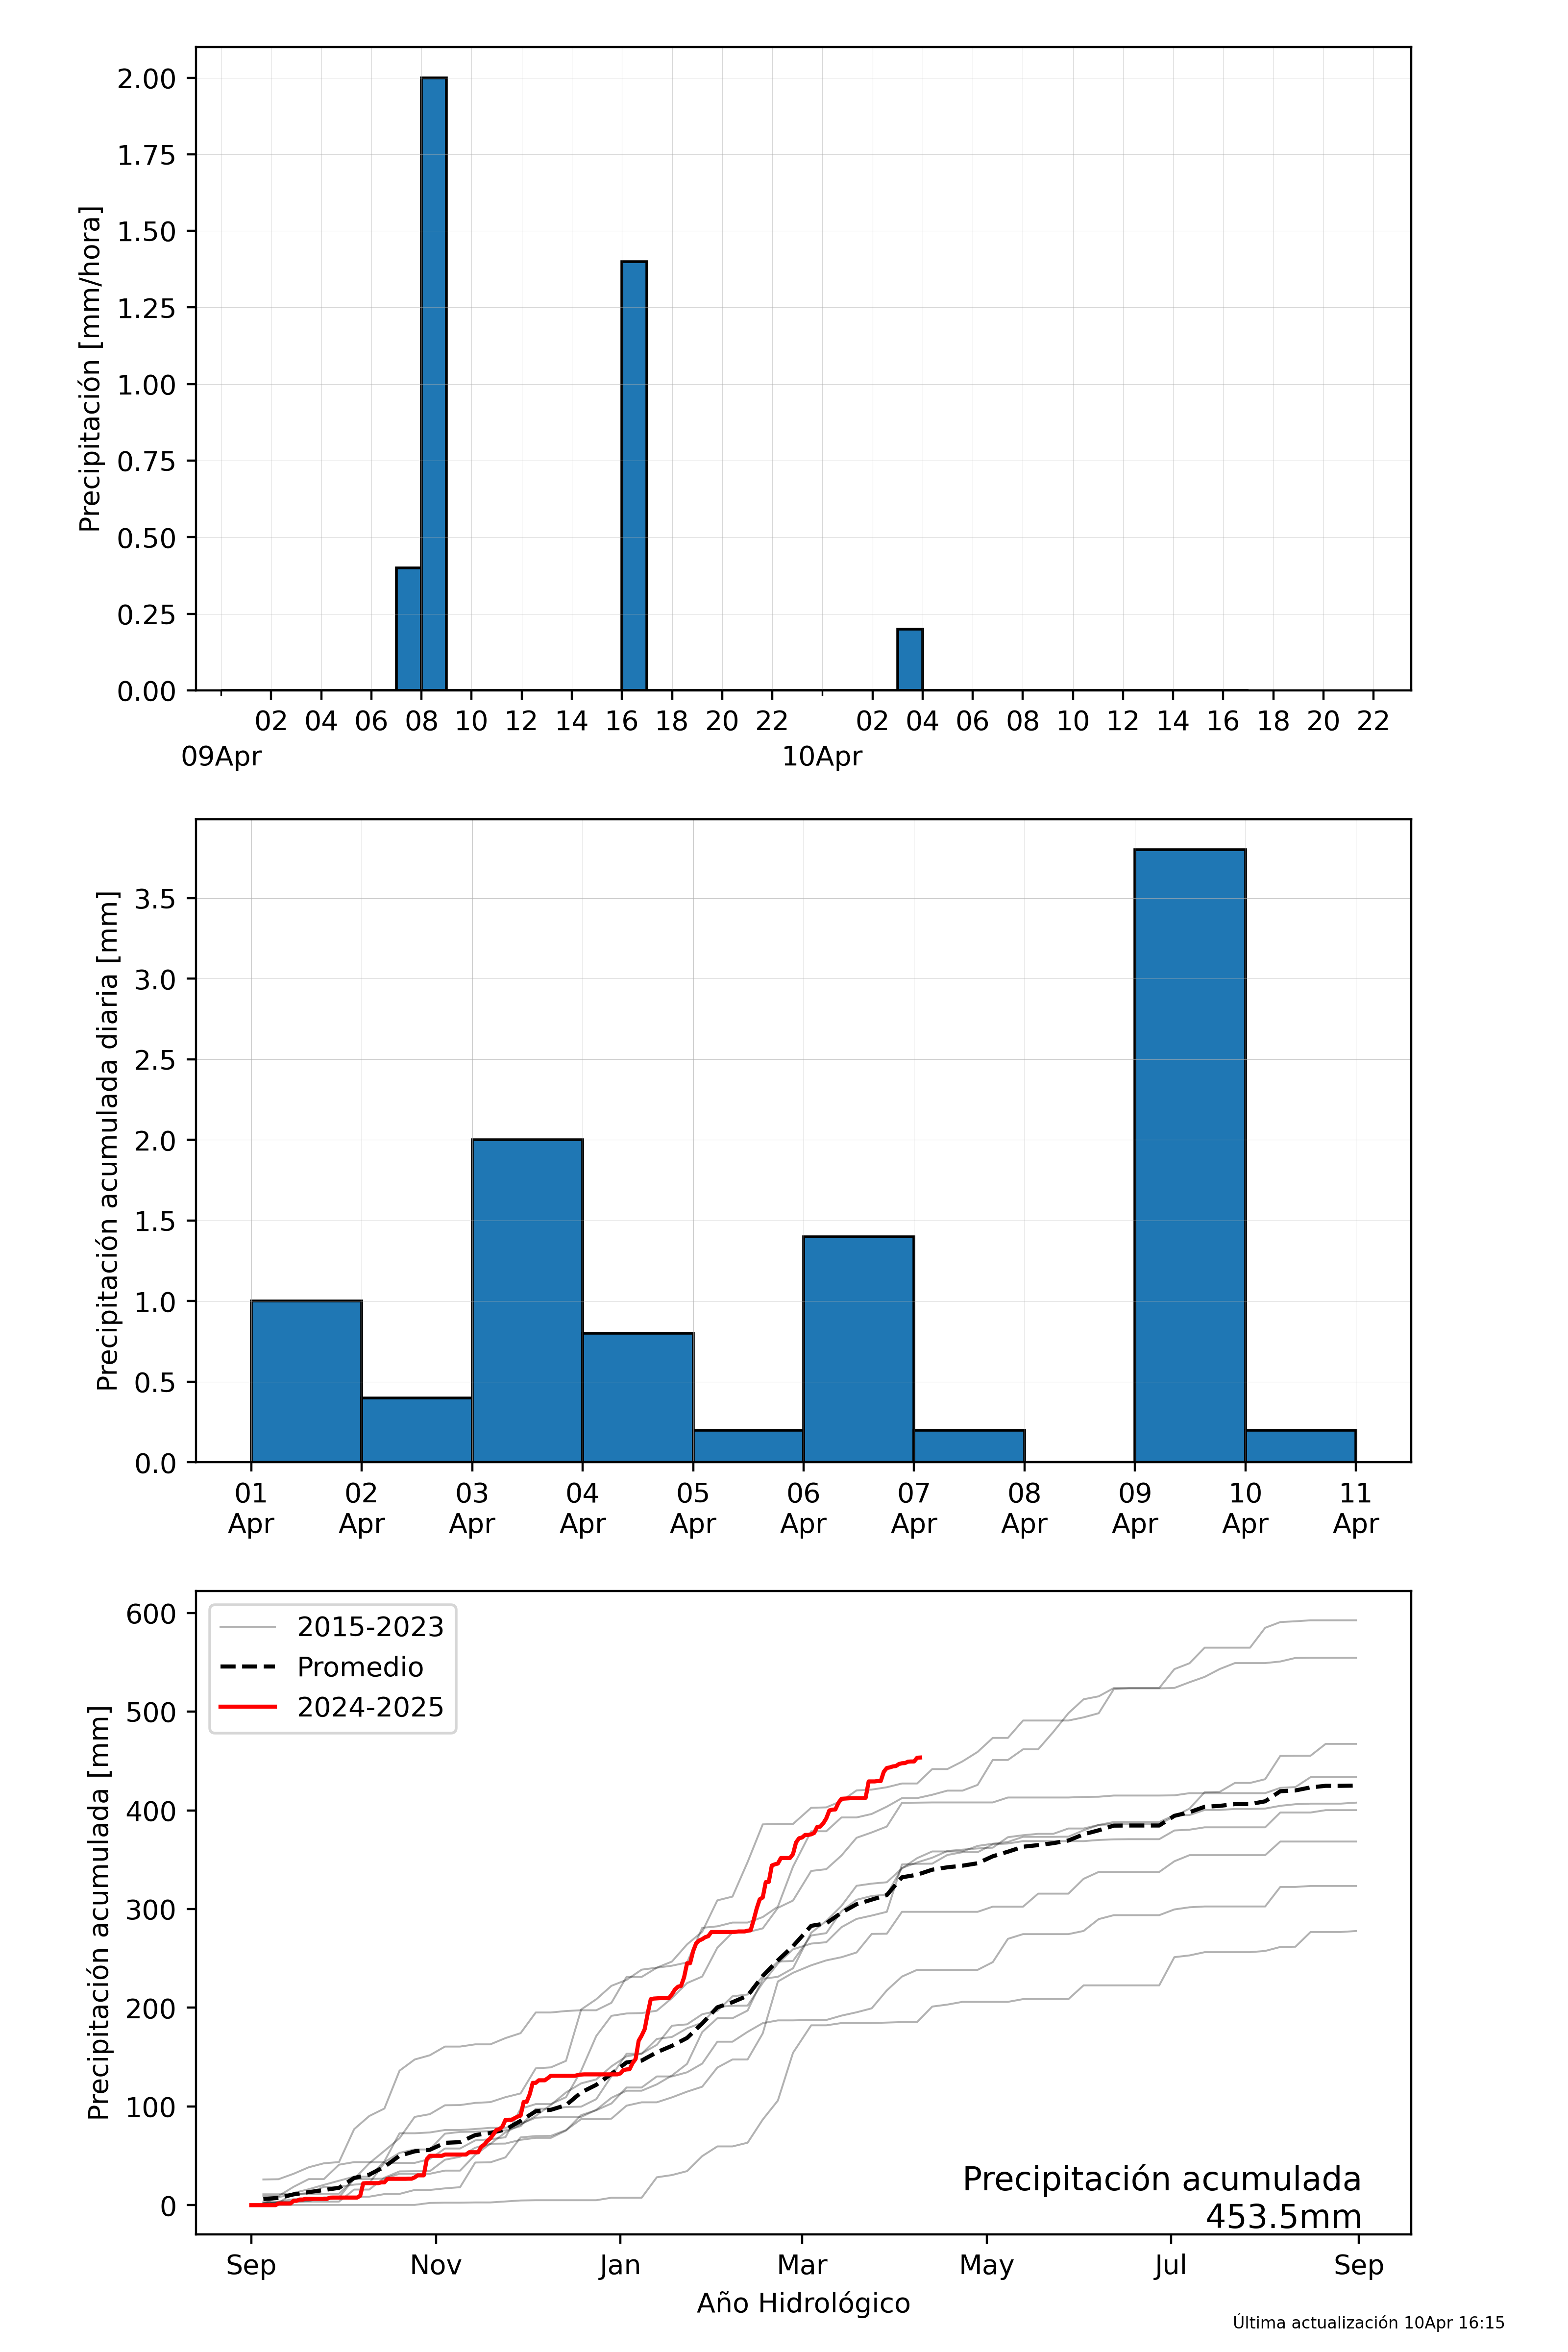 Precipitación [mm/hora]
2.00
1.75
1.50
1.25
1.00
0.75
0.50
0.25
0.00
02 04 06 08 10 12 14 16 18 20 22 02 04 06 08 10 12 14 16 18 20 22
09Apr 10Apr
Precipitación acumulada diaria [mm]
3.5
3.0
2.5
2.0
1.5
1.0
0.5
0.0
01 02 03 04 05 06 07 08 09 10 11
Apr Apr Apr Apr Apr Apr Apr Apr Apr Apr Apr
Precipitación acumulada [mm]
600
500
400
300
200
100
0
2015-2023
Promedio
2024-2025
Precipitación acumulada
453.5mm
Sep Nov Jan Mar May Jul Sep
Año Hidrológico
Última actualización 10Apr 16:15